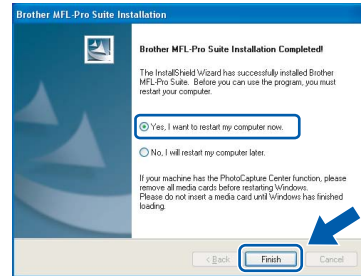 Brother MFL-Pro Suite Installation
Brother MFL-Pro Suite Installation Completed!
The InstallShield Wizard has successfully installed Brother
MFL-Pro Suite. Before you can use the program, you must
restart your computer.
Yes, I want to restart my computer now.
No, I will restart my computer later.
If your machine has the PhotoCapture Center function, please
remove all media cards before restarting Windows.
Please do not insert a media card until Windows has finished
loading.
< Back Finish Cancel